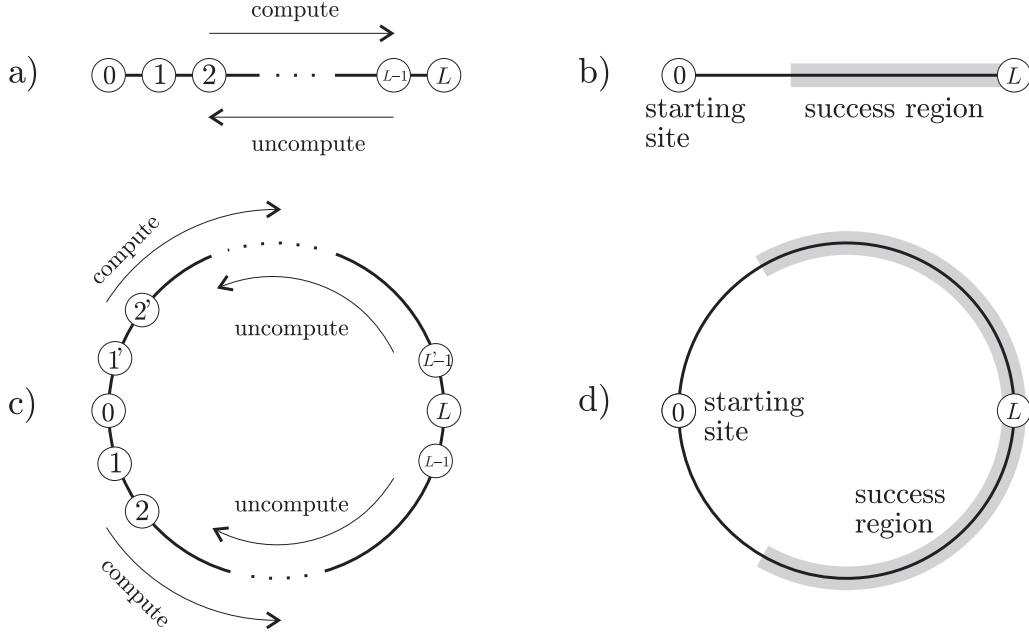 compute
a)
0 1 2 · · · L−1 L
uncompute
b)
0 L
starting
site
success region
c)
compute
2'
1'
0
1
2
compute
uncompute
uncompute
L'−1
L
L−1
d)
0
starting
site
L
success
region